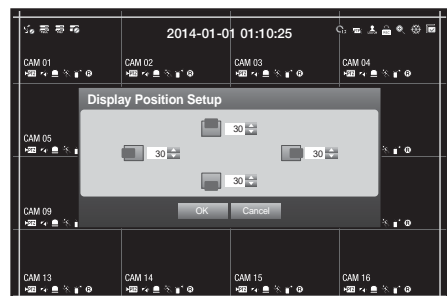 2014-01-01 01:10:25
CAM 01
CAM 02
CAM 03
CAM 04
Display Position Setup
30
CAM 05
30
30
30
CAM 09
OK
Cancel
CAM 13
CAM 14
CAM 15
CAM 16